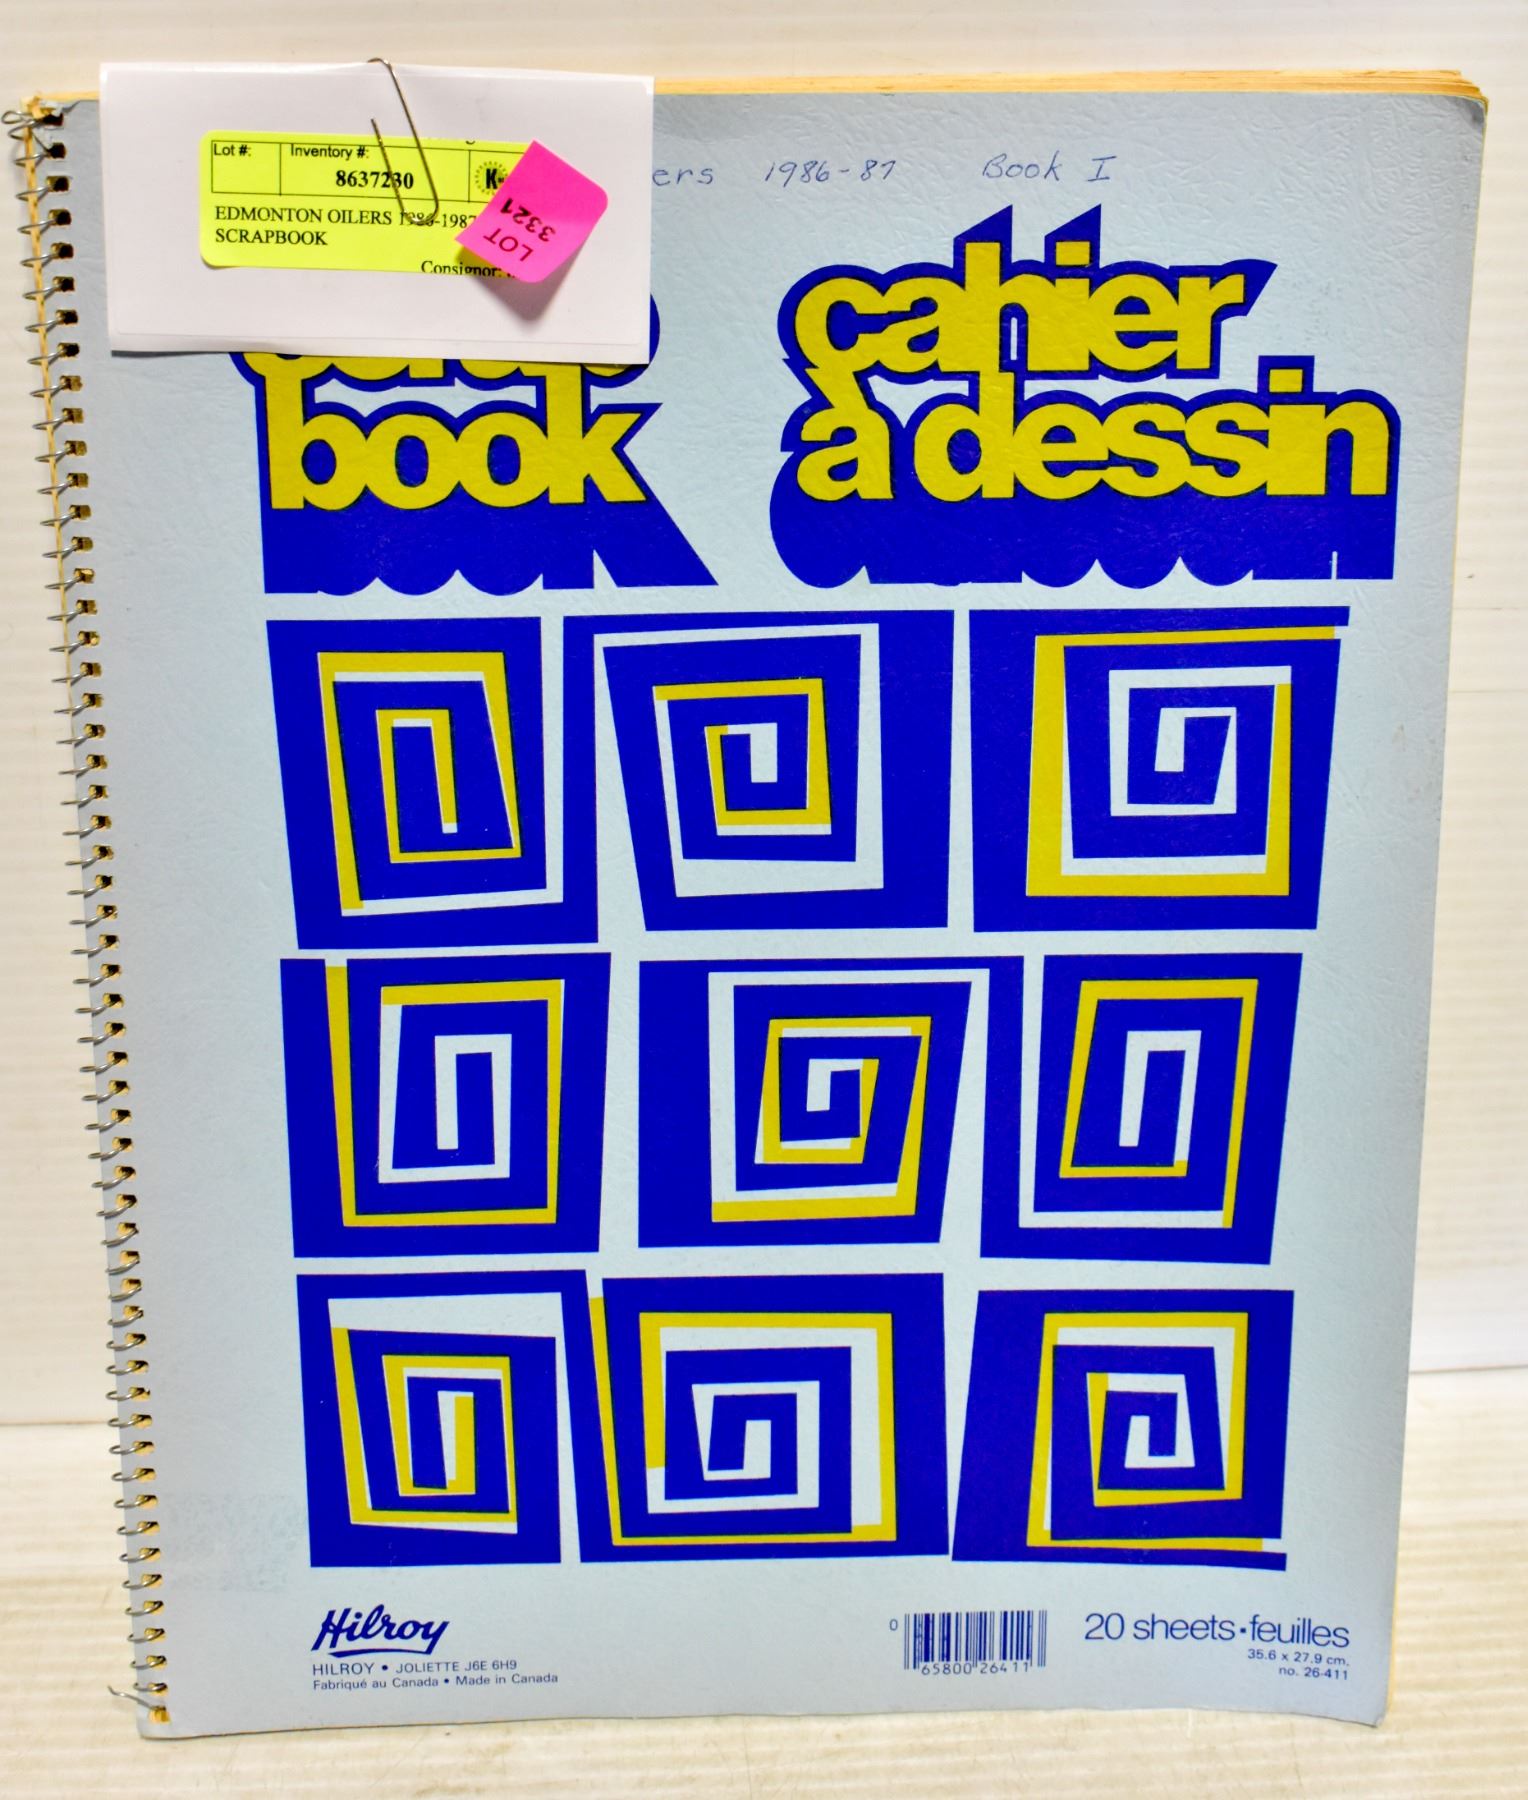 Lot #:
Inventory #:
8637230
EDMONTON OILERS 1986-1987
SCRAPBOOK
Consignor:
LOT
3321
1986-87 Book I
book
cahier
à dessin
Hilroy
HILROY • JOLIETTE J6E 6H9
Fabriqué au Canada • Made in Canada
0 65800 26411
20 sheets•feuilles
35.6 x 27.9 cm.
no. 26-411